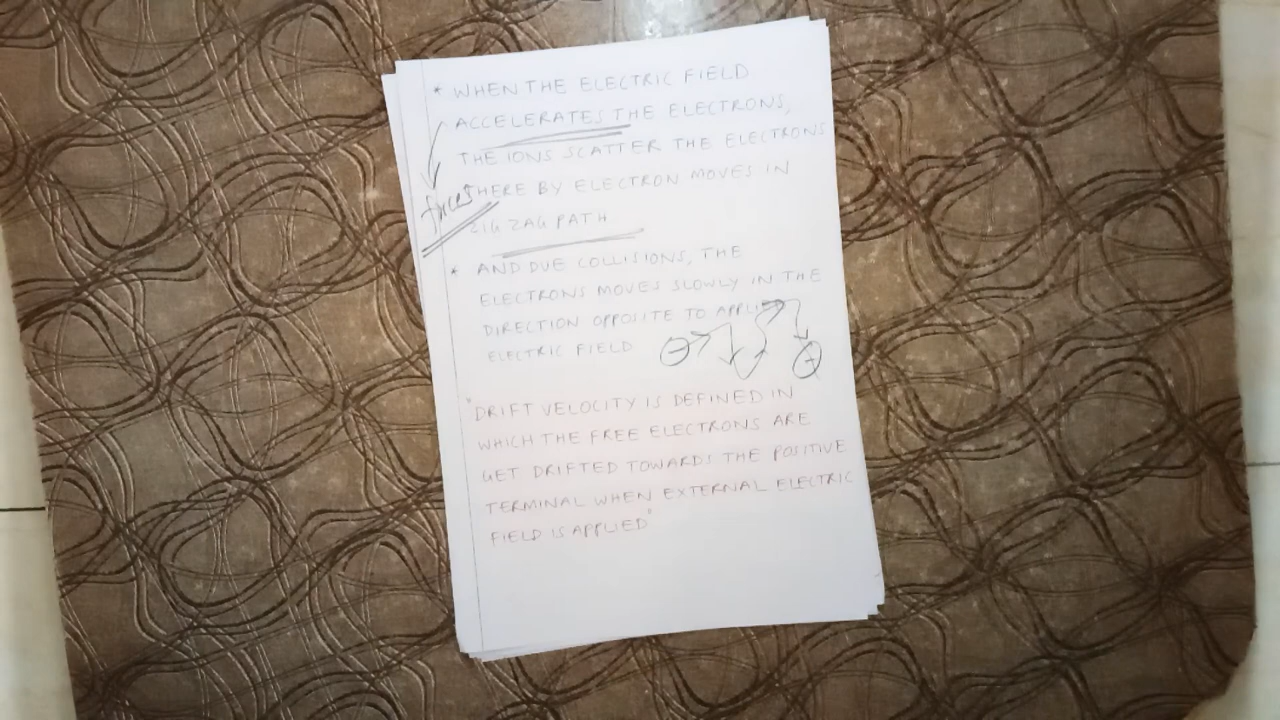 * WHEN THE ELECTRIC FIELD
ACCELERATES THE ELECTRONS,
THE IONS SCATTER THE ELECTRONS
forces THERE BY ELECTRON MOVES IN
ZIG ZAG PATH
* AND DUE COLLISIONS, THE
ELECTRONS MOVES SLOWLY IN THE
DIRECTION OPPOSITE TO APPLIED
ELECTRIC FIELD
"DRIFT VELOCITY IS DEFINED IN
WHICH THE FREE ELECTRONS ARE
GET DRIFTED TOWARDS THE POSITIVE
TERMINAL WHEN EXTERNAL ELECTRIC
FIELD IS APPLIED"